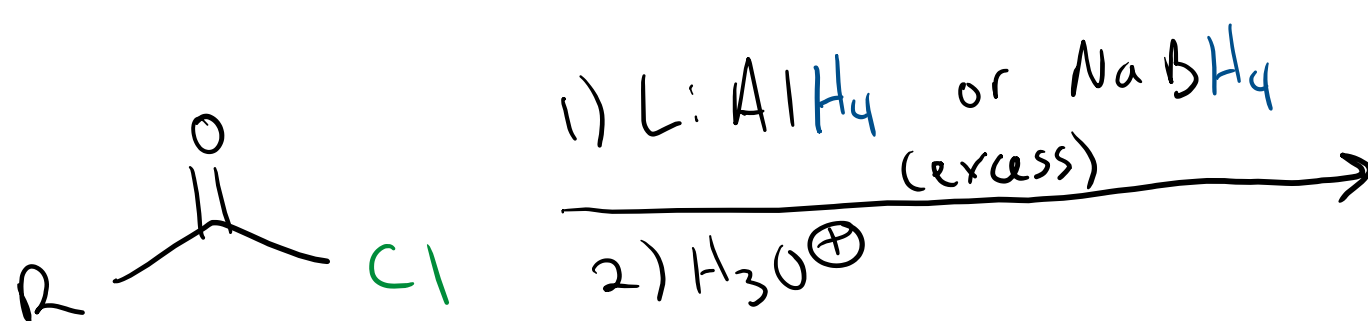 1) LiAlH4 or NaBH4
(excess)
O
R Cl
2) H3O⊕